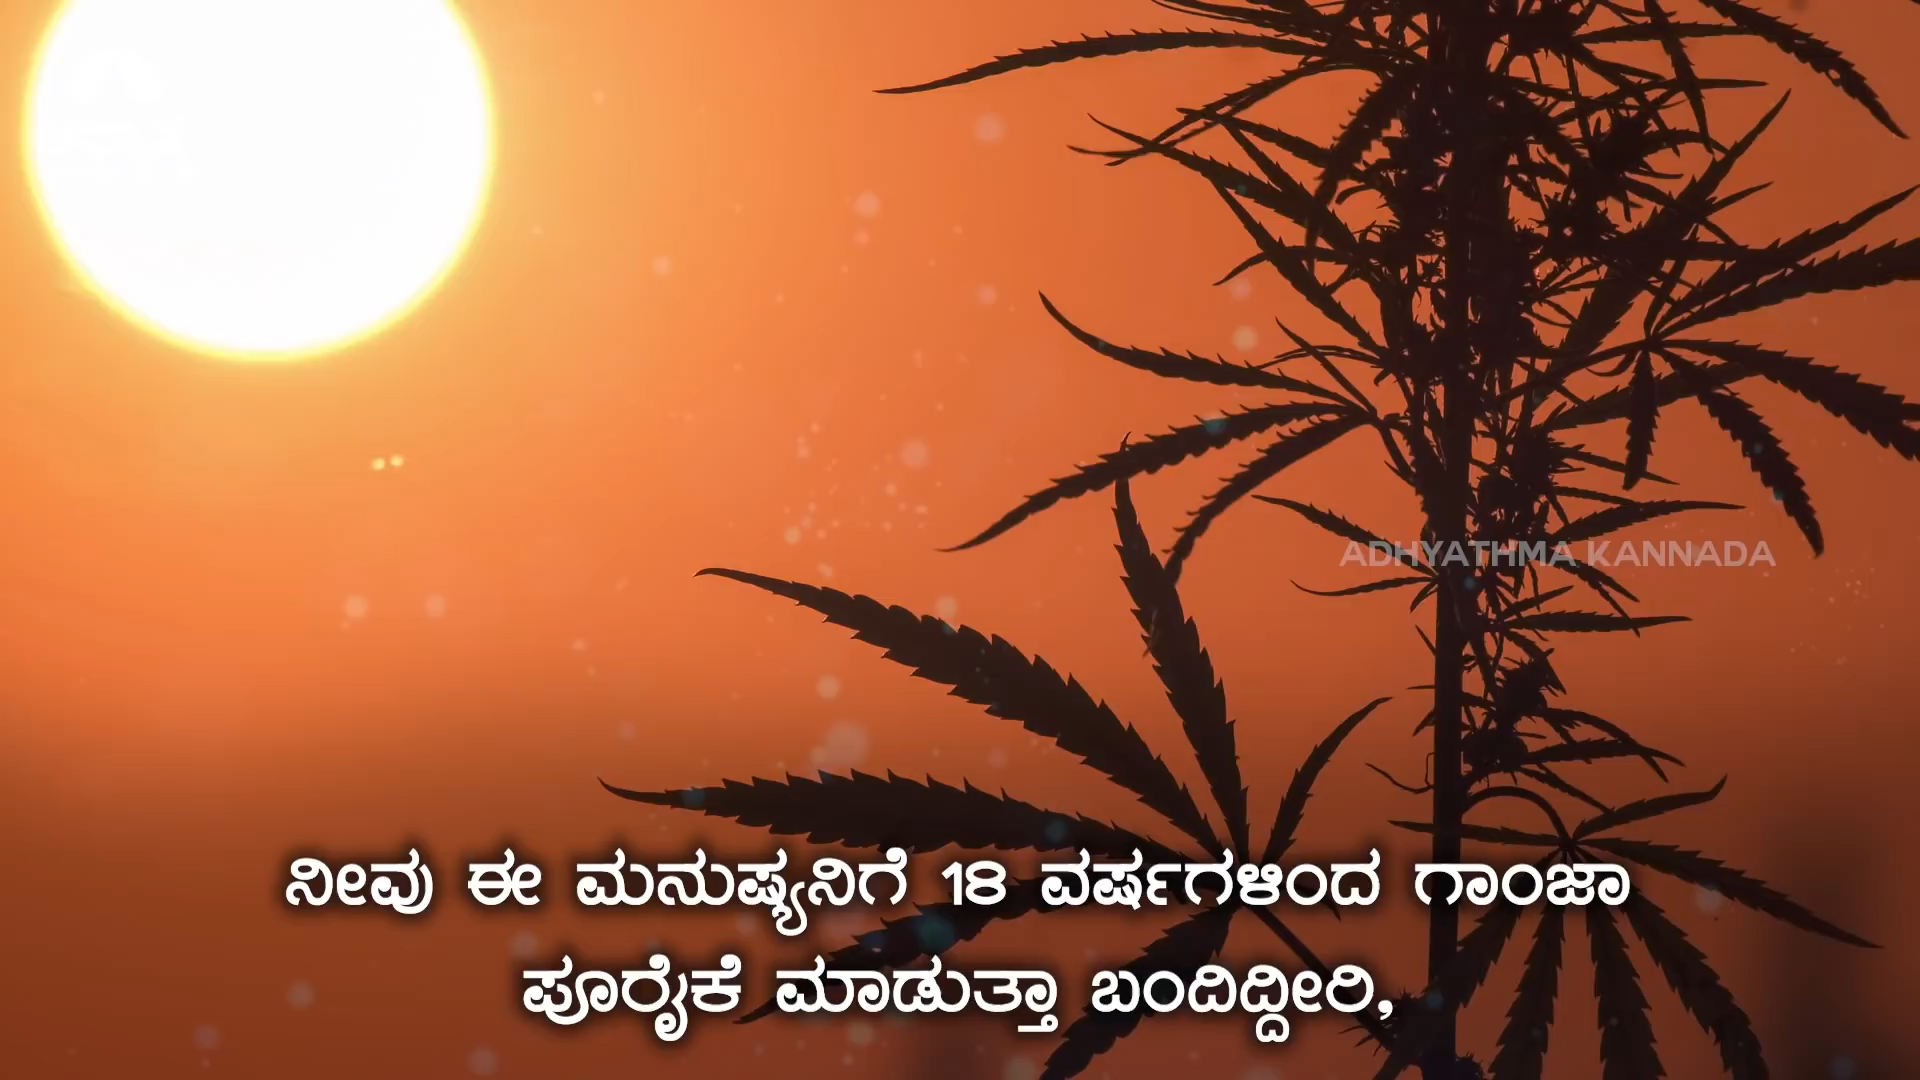 ADHYATHMA KANNADA
ನೀವು ಈ ಮನುಷ್ಯನಿಗೆ 18 ವರ್ಷಗಳಿಂದ ಗಾಂಜಾ
ಪೂರೈಕೆ ಮಾಡುತ್ತಾ ಬಂದಿದ್ದೀರಿ,